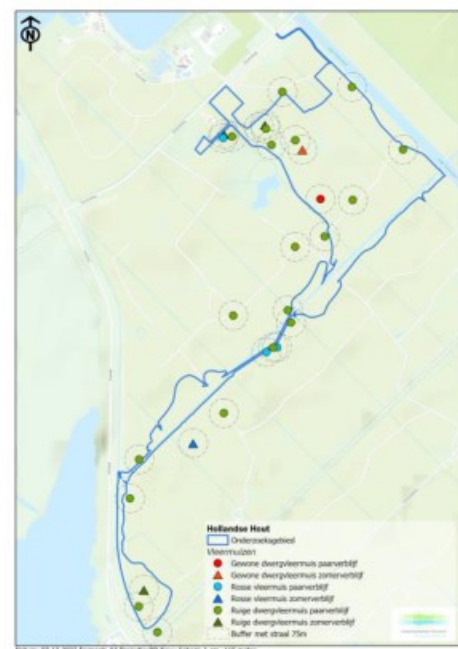 N
Hollandse Hout
Onderzoeksgebied
Vleermuizen
Gewone dwergvleermuis paarverblijf
Gewone dwergvleermuis zomerverblijf
Rosse vleermuis paarverblijf
Rosse vleermuis zomerverblijf
Ruige dwergvleermuis paarverblijf
Ruige dwergvleermuis zomerverblijf
Buffer met straal 75m